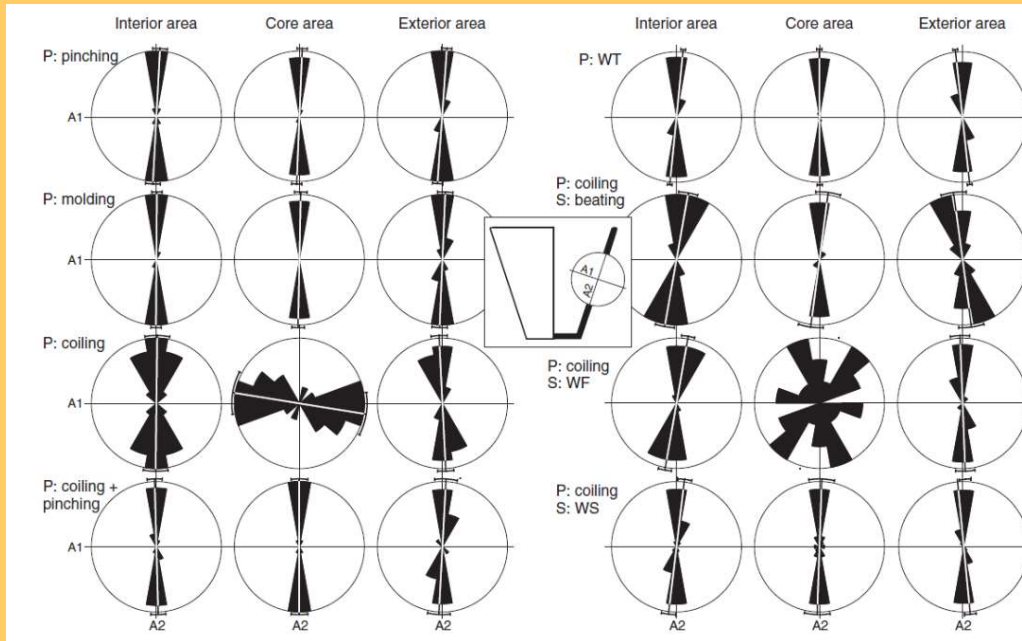 Interior area Core area Exterior area
P: pinching
A1
P: molding
A1
P: coiling
A1
P: coiling +
pinching
A1
A2 A2 A2
A1
A2
Interior area Core area Exterior area
P: WT
P: coiling
S: beating
P: coiling
S: WF
P: coiling
S: WS
A2 A2 A2